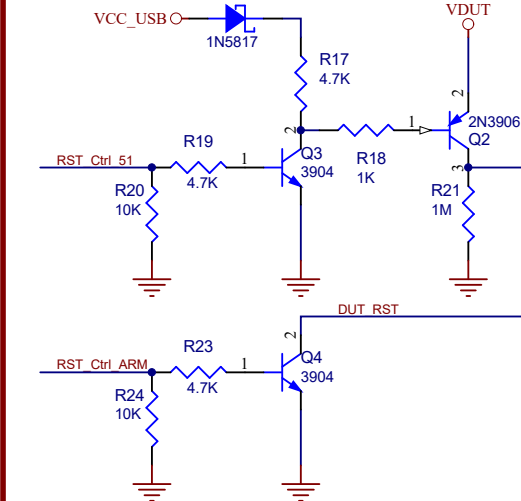 VCC_USB
1N5817
VDUT
R17
4.7K
2
2N3906
Q2
1
2
Q3
3904
R18
1K
3
RST_Ctrl_51
R19
4.7K
1
R20
10K
R21
1M
DUT_RST
RST_Ctrl_ARM
R23
4.7K
1
2
Q4
3904
R24
10K